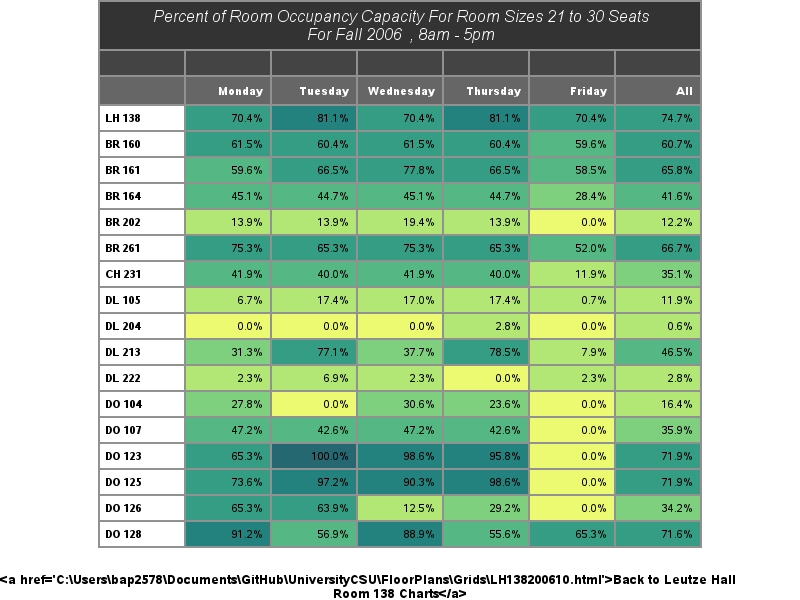 Percent of Room Occupancy Capacity For Room Sizes 21 to 30 Seats
For Fall 2006 , 8am - 5pm
Monday Tuesday Wednesday Thursday Friday All
LH 138 70.4% 81.1% 70.4% 81.1% 70.4% 74.7%
BR 160 61.5% 60.4% 61.5% 60.4% 59.6% 60.7%
BR 161 59.6% 66.5% 77.8% 66.5% 58.5% 65.8%
BR 164 45.1% 44.7% 45.1% 44.7% 28.4% 41.6%
BR 202 13.9% 13.9% 19.4% 13.9% 0.0% 12.2%
BR 261 75.3% 65.3% 75.3% 65.3% 52.0% 66.7%
CH 231 41.9% 40.0% 41.9% 40.0% 11.9% 35.1%
DL 105 6.7% 17.4% 17.0% 17.4% 0.7% 11.9%
DL 204 0.0% 0.0% 0.0% 2.8% 0.0% 0.6%
DL 213 31.3% 77.1% 37.7% 78.5% 7.9% 46.5%
DL 222 2.3% 6.9% 2.3% 0.0% 2.3% 2.8%
DO 104 27.8% 0.0% 30.6% 23.6% 0.0% 16.4%
DO 107 47.2% 42.6% 47.2% 42.6% 0.0% 35.9%
DO 123 65.3% 100.0% 98.6% 95.8% 0.0% 71.9%
DO 125 73.6% 97.2% 90.3% 98.6% 0.0% 71.9%
DO 126 65.3% 63.9% 12.5% 29.2% 0.0% 34.2%
DO 128 91.2% 56.9% 88.9% 55.6% 65.3% 71.6%
<a href='C:\Users\bap2578\Documents\GitHub\UniversityCSU\FloorPlans\Grids\LH138200610.html'>Back to Leutze Hall
Room 138 Charts</a>